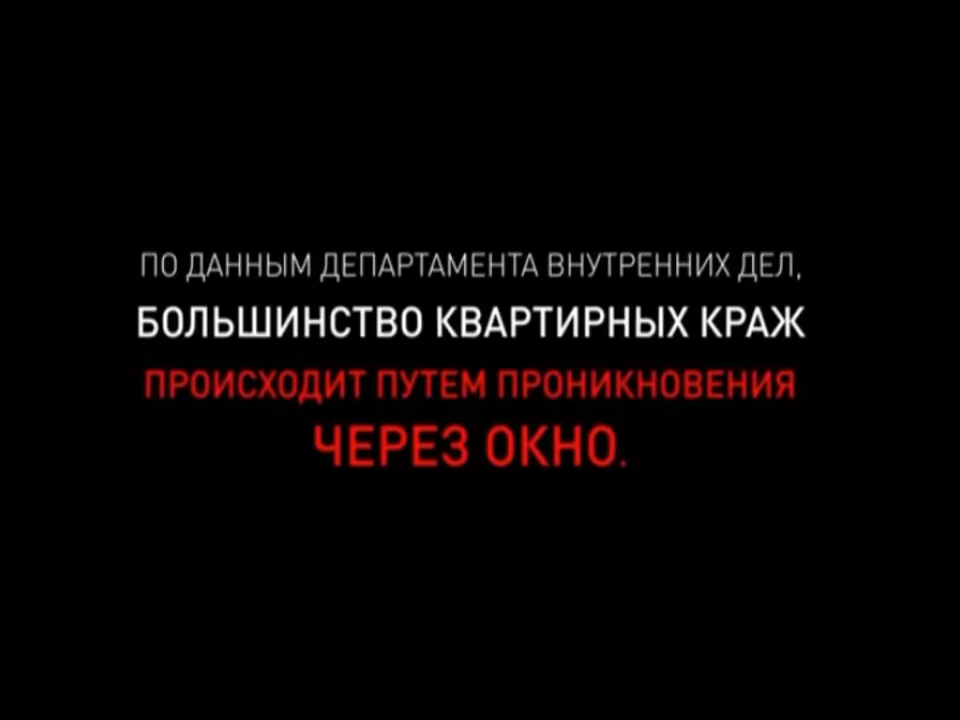 ПО ДАННЫМ ДЕПАРТАМЕНТА ВНУТРЕННИХ ДЕЛ,
БОЛЬШИНСТВО КВАРТИРНЫХ КРАЖ
ПРОИСХОДИТ ПУТЕМ ПРОНИКНОВЕНИЯ
ЧЕРЕЗ ОКНО.